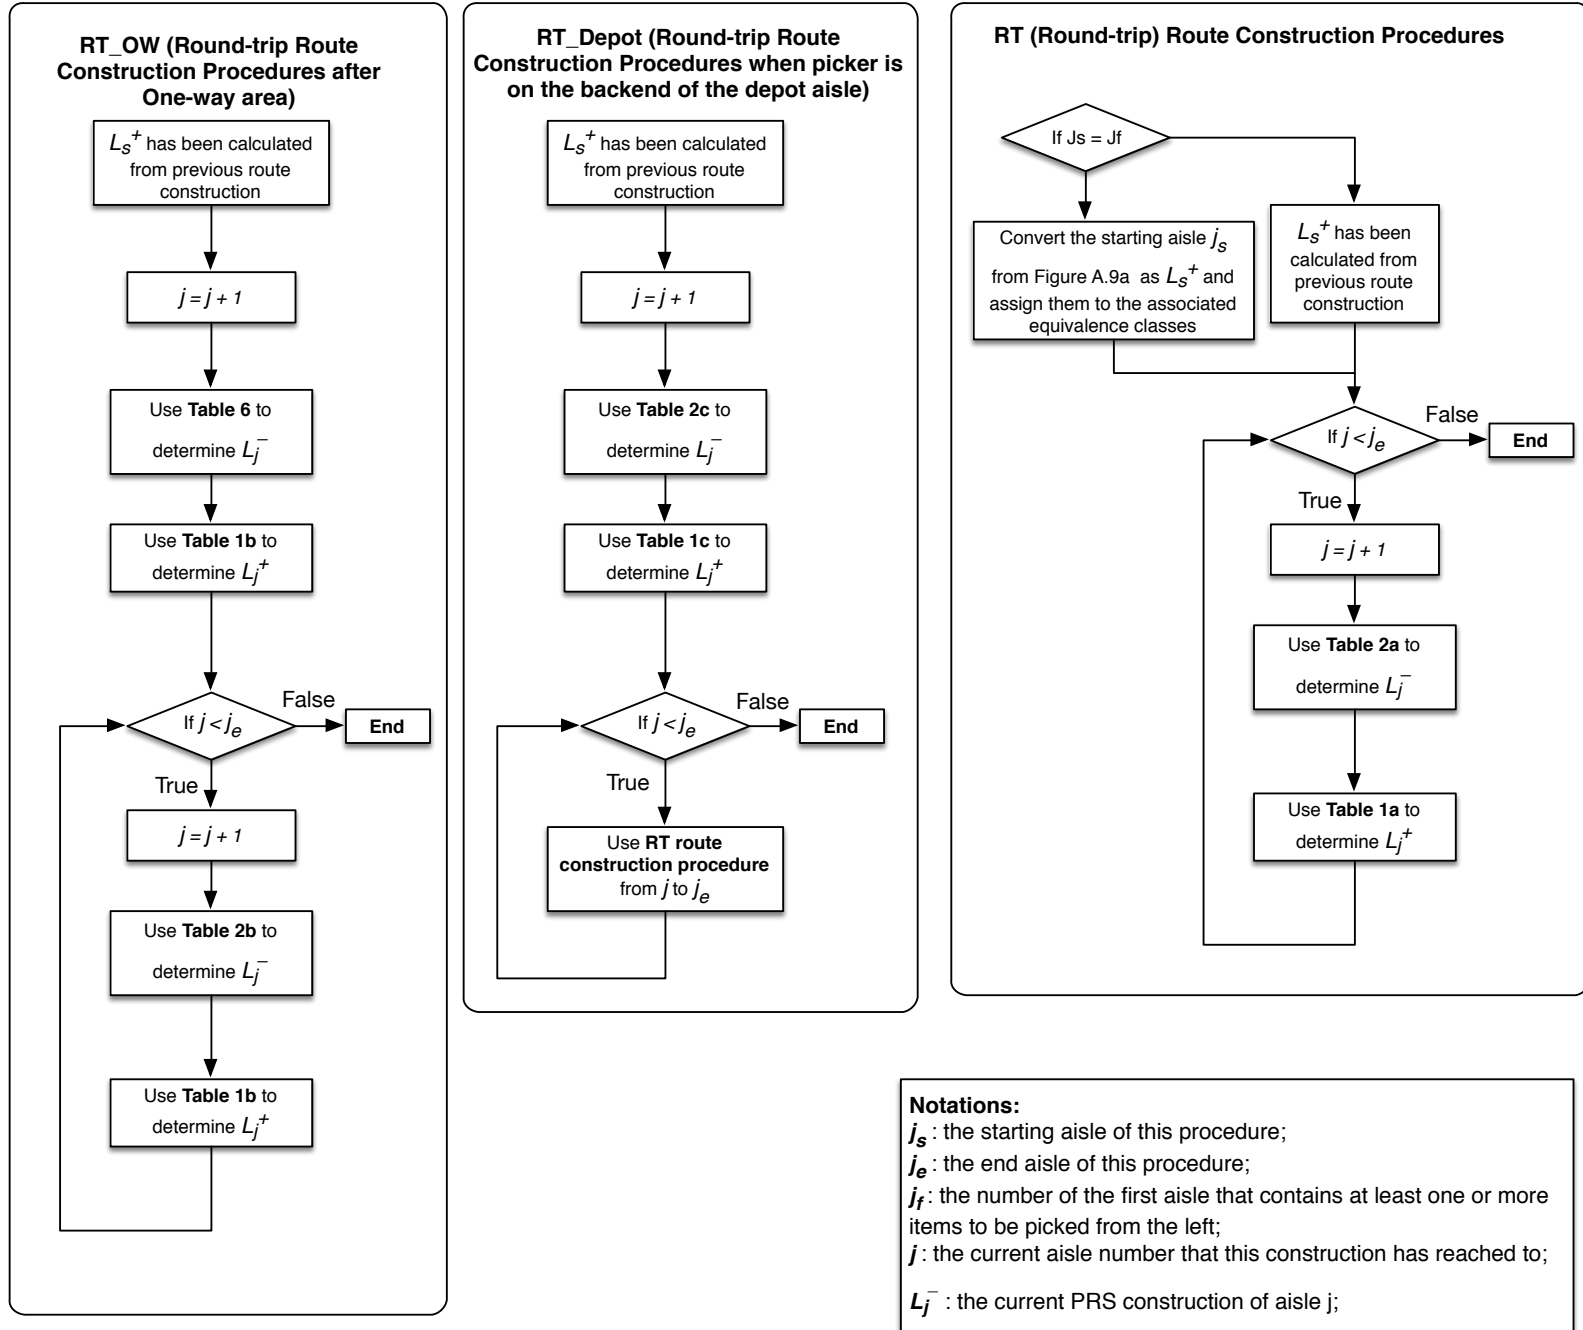 RT_OW (Round-trip Route
Construction Procedures after
One-way area)
Ls+ has been calculated
from previous route
construction
j = j + 1
Use Table 6 to
determine Lj−
Use Table 1b to
determine Lj+
If j < je
False
End
True
j = j + 1
Use Table 2b to
determine Lj−
Use Table 1b to
determine Lj+
RT_Depot (Round-trip Route
Construction Procedures when picker is
on the backend of the depot aisle)
Ls+ has been calculated
from previous route
construction
j = j + 1
Use Table 2c to
determine Lj−
Use Table 1c to
determine Lj+
If j < je
False
End
True
Use RT route
construction procedure
from j to je
RT (Round-trip) Route Construction Procedures
If Js = Jf
Convert the starting aisle js
from Figure A.9a as Ls+ and
assign them to the associated
equivalence classes
Ls+ has been
calculated from
previous route
construction
If j < je
False
End
True
j = j + 1
Use Table 2a to
determine Lj−
Use Table 1a to
determine Lj+
Notations:
js : the starting aisle of this procedure;
je : the end aisle of this procedure;
jf : the number of the first aisle that contains at least one or more
items to be picked from the left;
j : the current aisle number that this construction has reached to;
Lj− : the current PRS construction of aisle j;